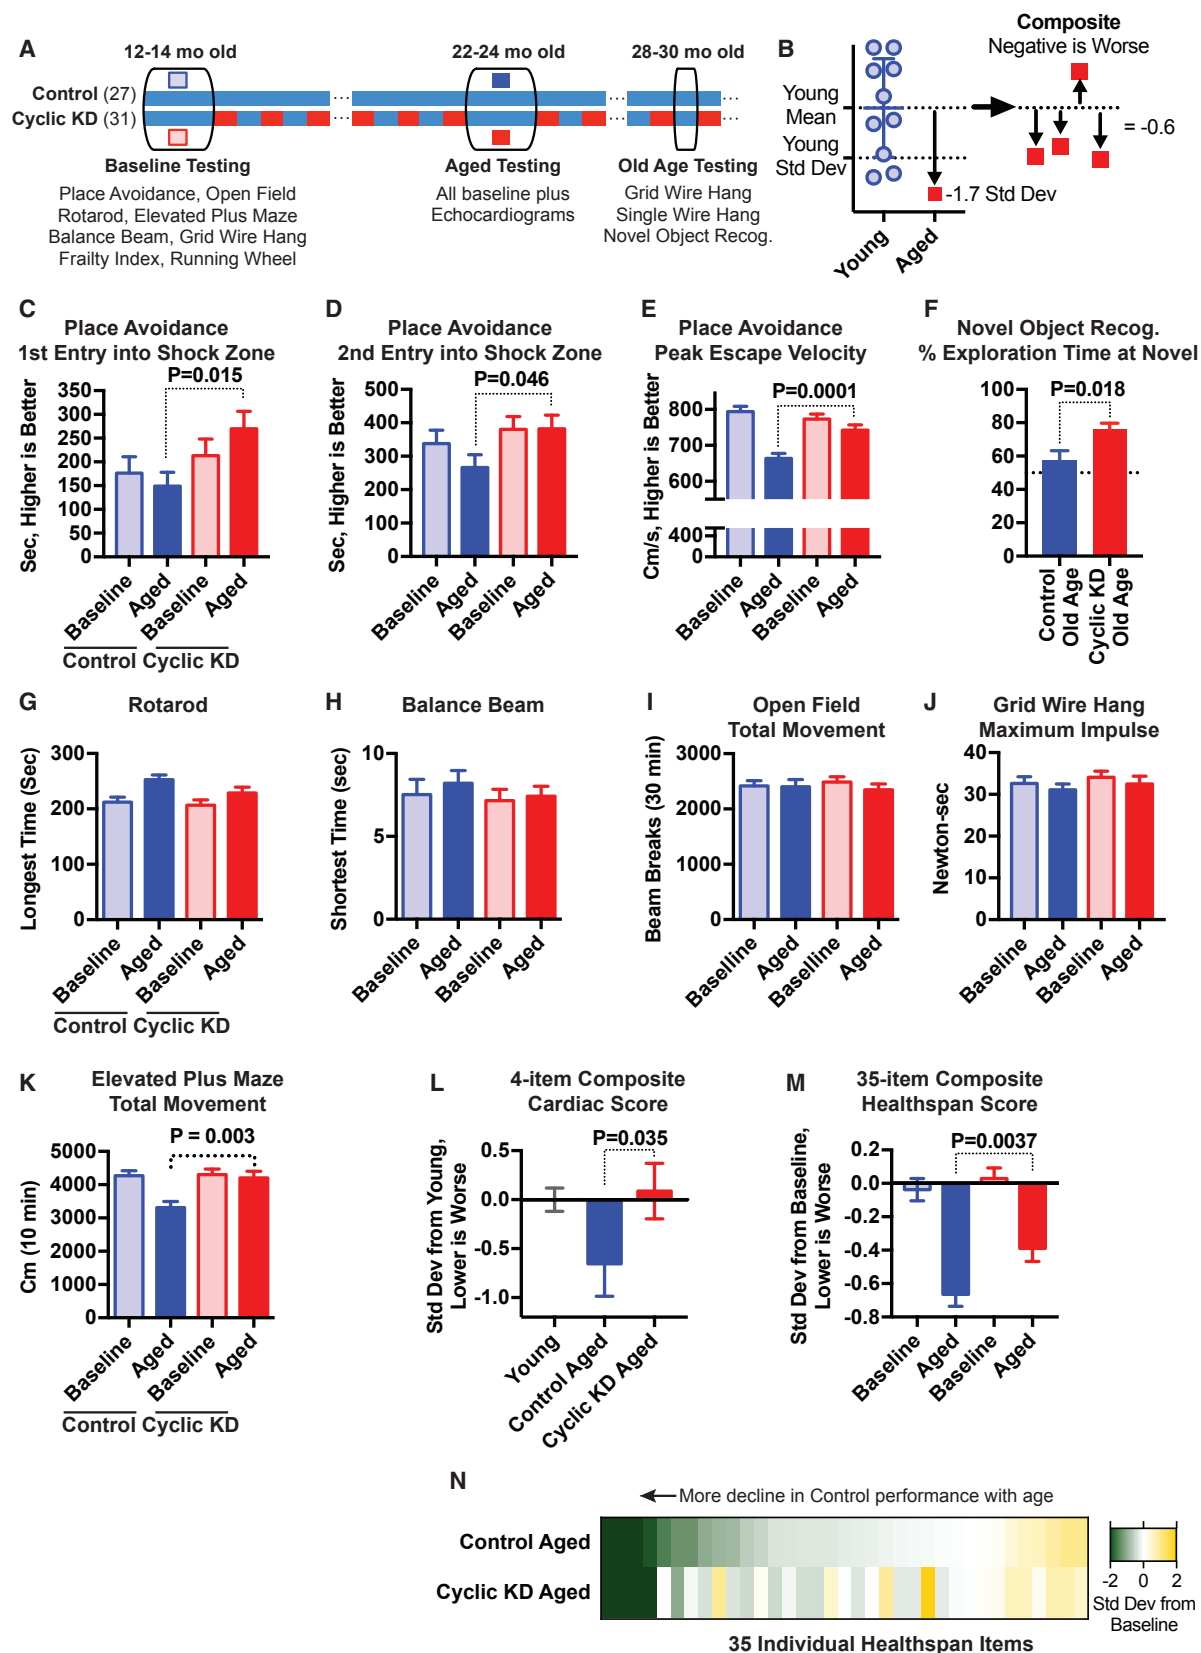 A
12-14 mo old
22-24 mo old
28-30 mo old
Control (27)
Cyclic KD (31)
...
...
...
...
...
...
Baseline Testing
Place Avoidance, Open Field
Rotarod, Elevated Plus Maze
Balance Beam, Grid Wire Hang
Frailty Index, Running Wheel
Aged Testing
All baseline plus
Echocardiograms
Old Age Testing
Grid Wire Hang
Single Wire Hang
Novel Object Recog.
B
Young
Mean
Young
Std Dev
-1.7 Std Dev
Young
Aged
Composite
Negative is Worse
= -0.6
C
Place Avoidance
1st Entry into Shock Zone
P=0.015
Sec, Higher is Better
350
300
250
200
150
100
50
0
Baseline
Aged
Baseline
Aged
Control
Cyclic KD
D
Place Avoidance
2nd Entry into Shock Zone
P=0.046
Sec, Higher is Better
500
400
300
200
100
0
Baseline
Aged
Baseline
Aged
E
Place Avoidance
Peak Escape Velocity
P=0.0001
Cm/s, Higher is Better
800
700
600
400
0
Baseline
Aged
Baseline
Aged
F
Novel Object Recog.
% Exploration Time at Novel
P=0.018
100
80
60
40
20
0
Control
Old Age
Cyclic KD
Old Age
G
Rotarod
Longest Time (Sec)
300
200
100
0
Baseline
Aged
Baseline
Aged
Control
Cyclic KD
H
Balance Beam
Shortest Time (sec)
10
5
0
Baseline
Aged
Baseline
Aged
I
Open Field
Total Movement
Beam Breaks (30 min)
3000
2000
1000
0
Baseline
Aged
Baseline
Aged
J
Grid Wire Hang
Maximum Impulse
Newton-sec
40
30
20
10
0
Baseline
Aged
Baseline
Aged
K
Elevated Plus Maze
Total Movement
P = 0.003
Cm (10 min)
5000
4000
3000
2000
1000
0
Baseline
Aged
Baseline
Aged
Control
Cyclic KD
L
4-item Composite
Cardiac Score
P=0.035
Std Dev from Young,
Lower is Worse
0.5
0.0
-0.5
-1.0
Young
Control Aged
Cyclic KD Aged
M
35-item Composite
Healthspan Score
P=0.0037
Std Dev from Baseline,
Lower is Worse
0.2
0.0
-0.2
-0.4
-0.6
-0.8
Baseline
Aged
Baseline
Aged
N
More decline in Control performance with age
Control Aged
Cyclic KD Aged
35 Individual Healthspan Items
-2 0 2
Std Dev from
Baseline